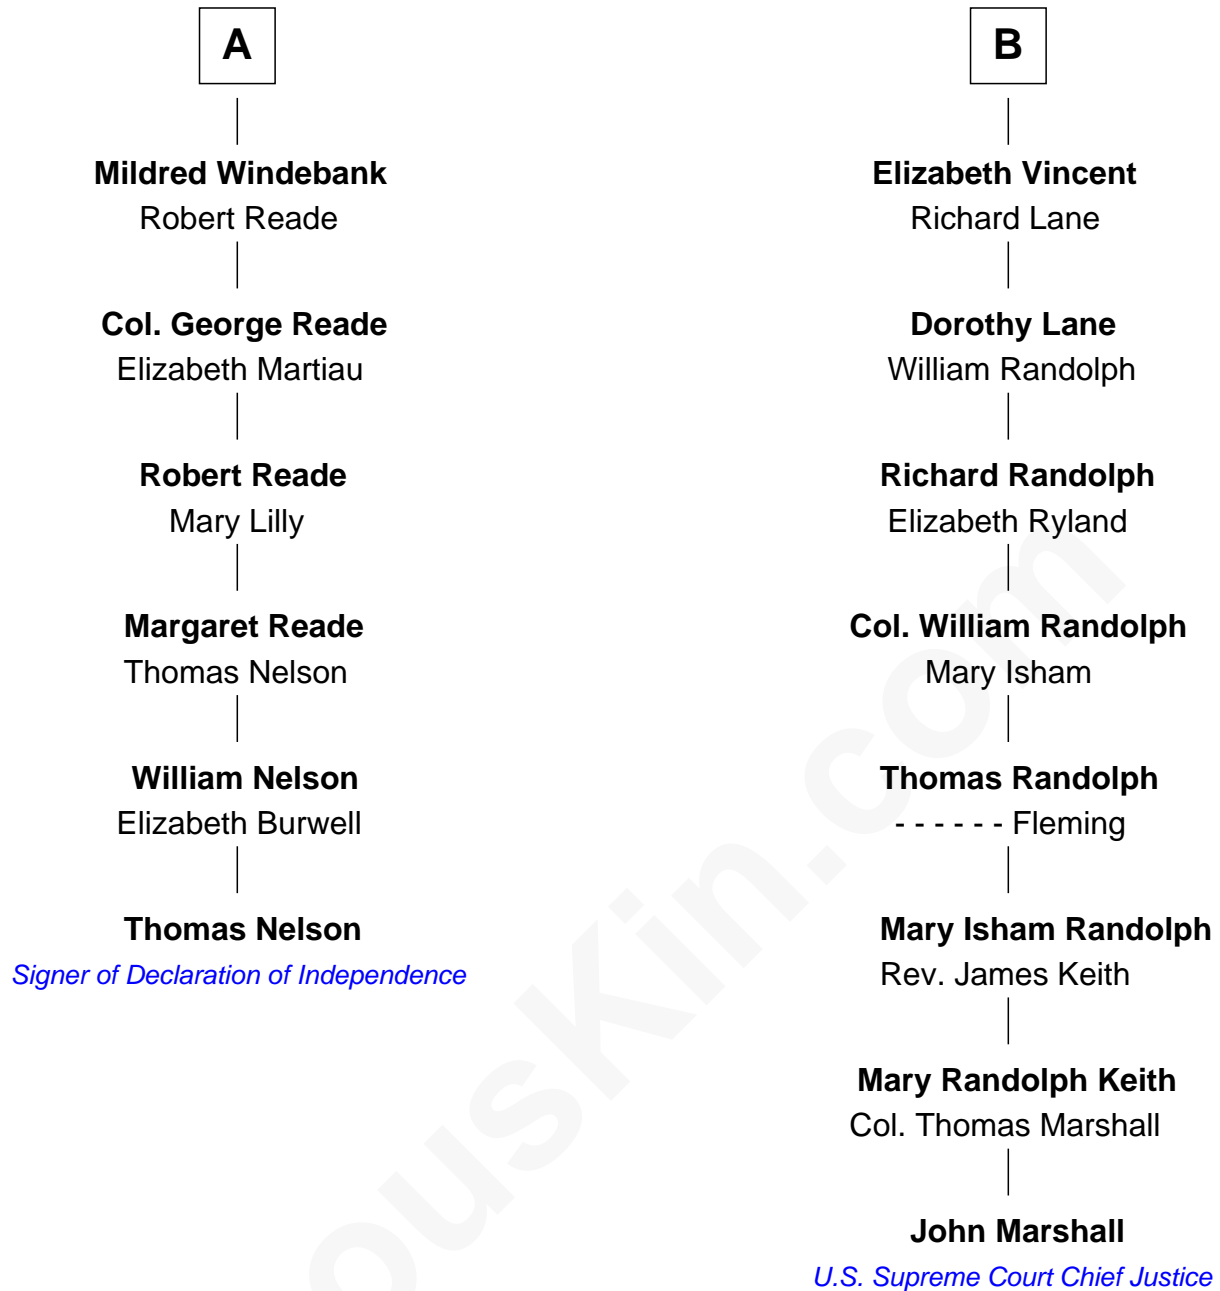 A
Mildred Windebank
Robert Reade
Col. George Reade
Elizabeth Martiau
Robert Reade
Mary Lilly
Margaret Reade
Thomas Nelson
William Nelson
Elizabeth Burwell
Thomas Nelson
Signer of Declaration of Independence
B
Elizabeth Vincent
Richard Lane
Dorothy Lane
William Randolph
Richard Randolph
Elizabeth Ryland
Col. William Randolph
Mary Isham
Thomas Randolph
- - - - - - Fleming
Mary Isham Randolph
Rev. James Keith
Mary Randolph Keith
Col. Thomas Marshall
John Marshall
U.S. Supreme Court Chief Justice
ousKin.com